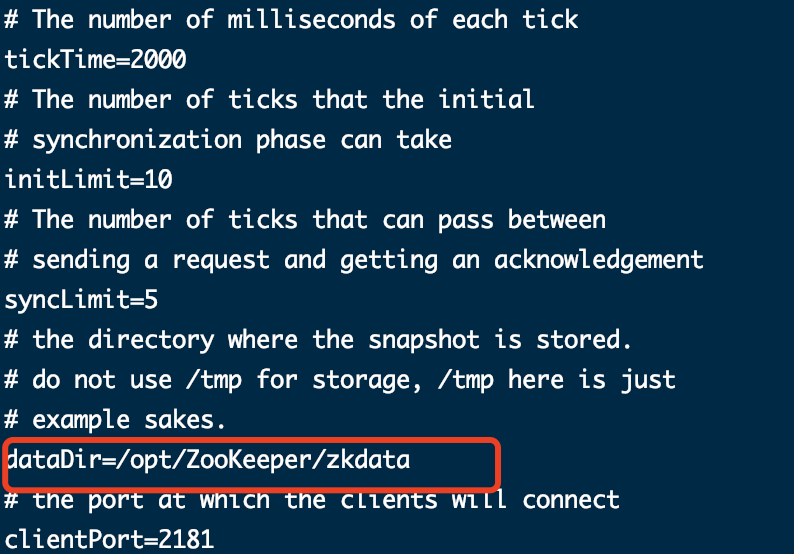 # The number of milliseconds of each tick
tickTime=2000
# The number of ticks that the initial
# synchronization phase can take
initLimit=10
# The number of ticks that can pass between
# sending a request and getting an acknowledgement
syncLimit=5
# the directory where the snapshot is stored.
# do not use /tmp for storage, /tmp here is just
# example sakes.
dataDir=/opt/ZooKeeper/zkdata
# the port at which the clients will connect
clientPort=2181